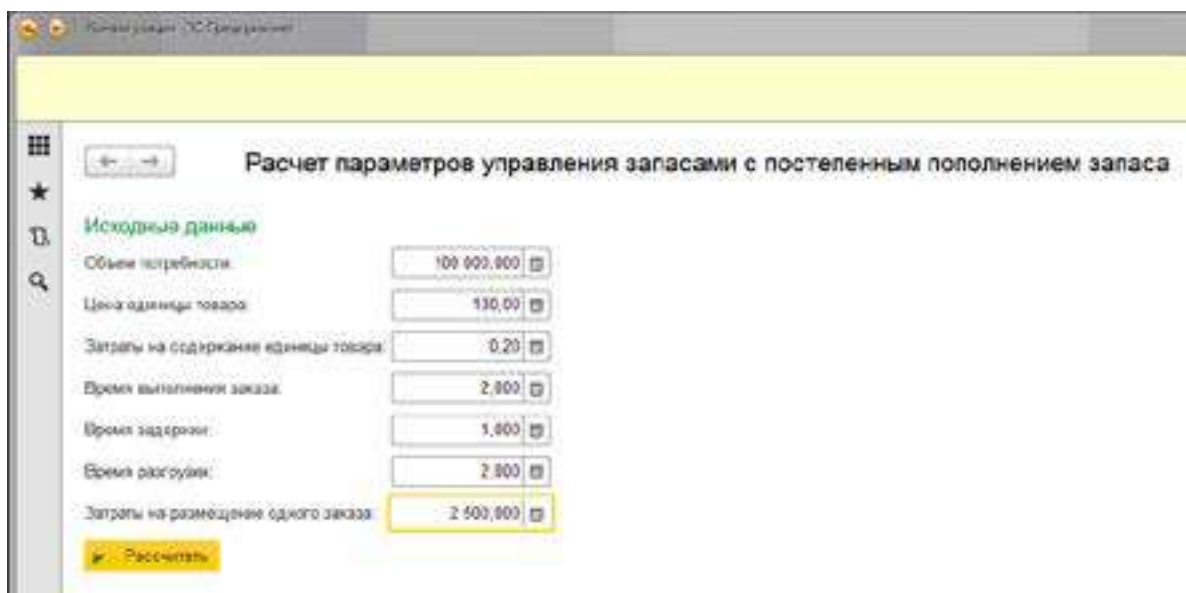 Расчет параметров управления запасами с постепенным пополнением запаса
Исходные данные
Объем потребности: 100 000,000
Цена единицы товара: 130,00
Затраты на содержание единицы товара: 0,20
Время выполнения заказа: 2,000
Время задержки: 1,000
Время разгрузки: 2,000
Затраты на размещение одного заказа: 2 500,000
Рассчитать